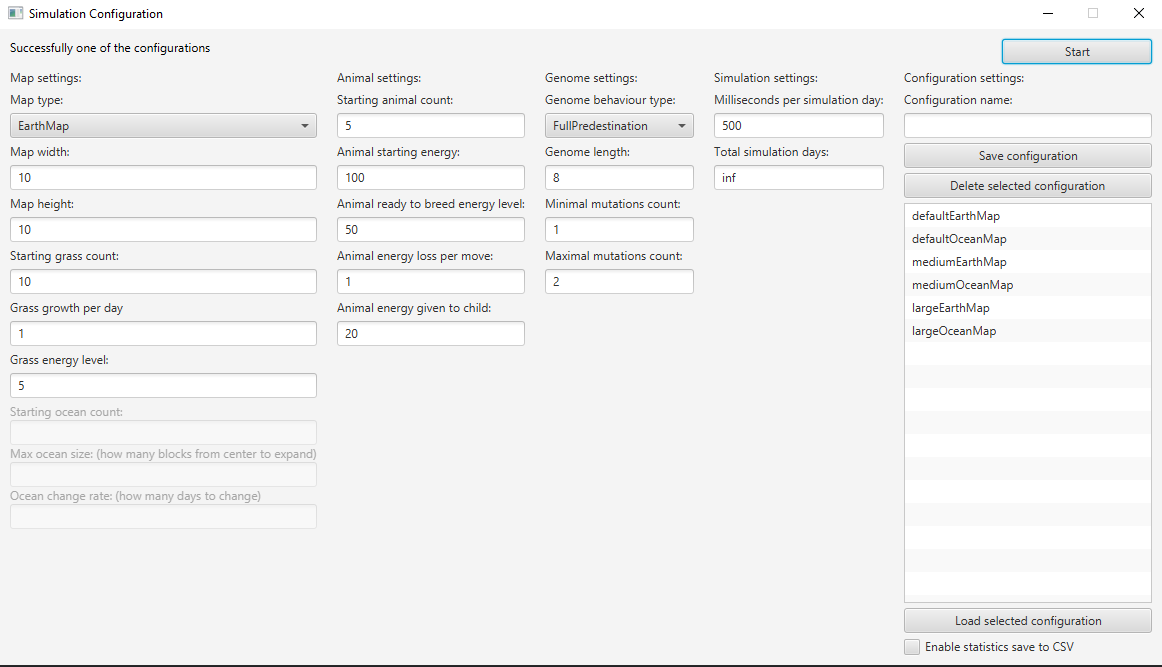 Simulation Configuration
Successfully one of the configurations
Start
Map settings:
Map type:
EarthMap
Map width:
10
Map height:
10
Starting grass count:
10
Grass growth per day
1
Grass energy level:
5
Starting ocean count:
Max ocean size: (how many blocks from center to expand)
Ocean change rate: (how many days to change)
Animal settings:
Starting animal count:
5
Animal starting energy:
100
Animal ready to breed energy level:
50
Animal energy loss per move:
1
Animal energy given to child:
20
Genome settings:
Genome behaviour type:
FullPredestination
Genome length:
8
Minimal mutations count:
1
Maximal mutations count:
2
Simulation settings:
Milliseconds per simulation day:
500
Total simulation days:
inf
Configuration settings:
Configuration name:
Save configuration
Delete selected configuration
defaultEarthMap
defaultOceanMap
mediumEarthMap
mediumOceanMap
largeEarthMap
largeOceanMap
Load selected configuration
Enable statistics save to CSV